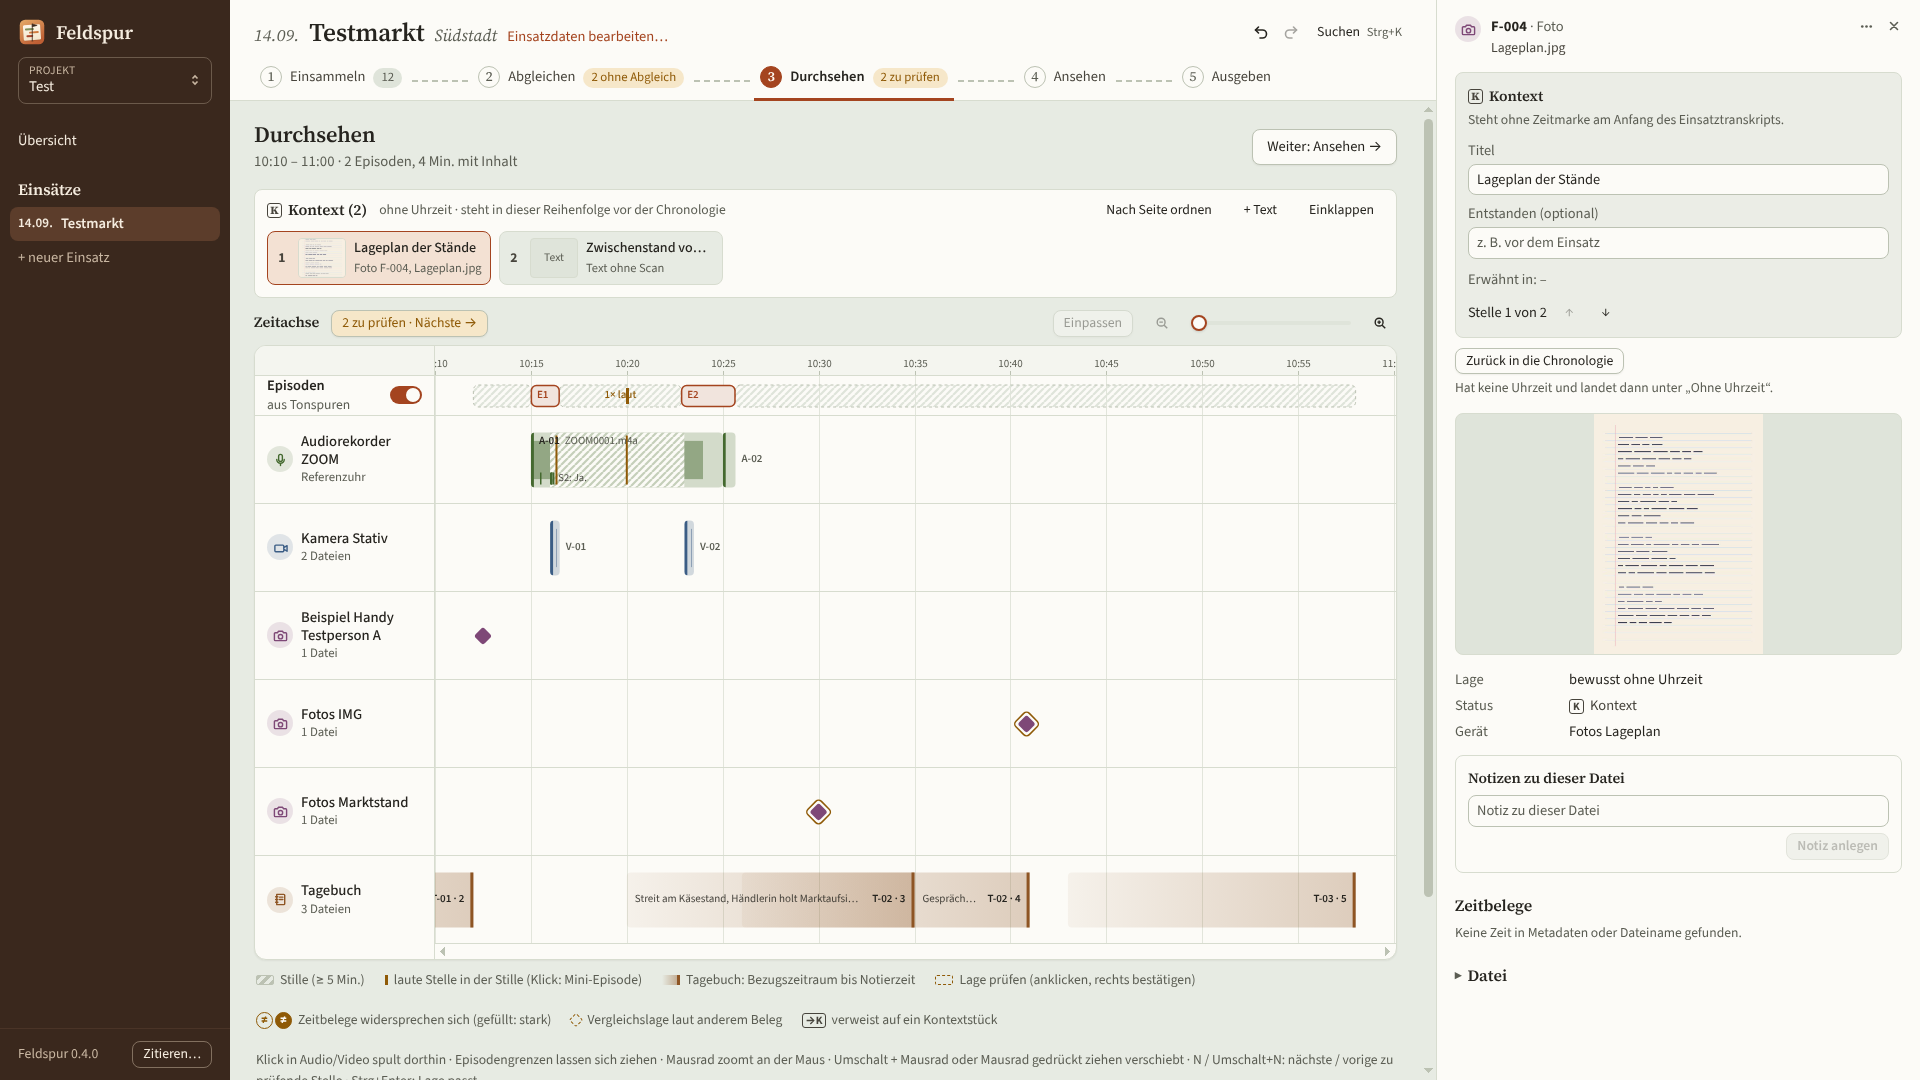 Feldspur
PROJEKT
Test
Übersicht
Einsätze
14.09. Testmarkt
+ neuer Einsatz
Feldspur 0.4.0
Zitieren…
14.09. Testmarkt Südstadt Einsatzdaten bearbeiten…
Suchen Strg+K
1 Einsammeln 12
2 Abgleichen 2 ohne Abgleich
3 Durchsehen 2 zu prüfen
4 Ansehen
5 Ausgeben
Durchsehen
10:10 – 11:00 · 2 Episoden, 4 Min. mit Inhalt
Weiter: Ansehen →
K Kontext (2) ohne Uhrzeit · steht in dieser Reihenfolge vor der Chronologie
Nach Seite ordnen + Text Einklappen
1 Lageplan der Stände
Foto F-004, Lageplan.jpg
2 Text Zwischenstand vo…
Text ohne Scan
Zeitachse 2 zu prüfen · Nächste →
Einpassen
:10 10:15 10:20 10:25 10:30 10:35 10:40 10:45 10:50 10:55 11:
Episoden
aus Tonspuren
E1 1× laut E2
Audiorekorder
ZOOM
Referenzuhr
A-01 ZOOM0001.m4a
S2: Ja.
A-02
Kamera Stativ
2 Dateien
V-01 V-02
Beispiel Handy
Testperson A
1 Datei
Fotos IMG
1 Datei
Fotos Marktstand
1 Datei
Tagebuch
3 Dateien
T-01 · 2
Streit am Käsestand, Händlerin holt Marktaufsi… T-02 · 3
Gespräch… T-02 · 4
T-03 · 5
Stille (≥ 5 Min.) laute Stelle in der Stille (Klick: Mini-Episode) Tagebuch: Bezugszeitraum bis Notierzeit Lage prüfen (anklicken, rechts bestätigen)
≠ ≠ Zeitbelege widersprechen sich (gefüllt: stark) Vergleichslage laut anderem Beleg →K verweist auf ein Kontextstück
Klick in Audio/Video spult dorthin · Episodengrenzen lassen sich ziehen · Mausrad zoomt an der Maus · Umschalt + Mausrad oder Mausrad gedrückt ziehen verschiebt · N / Umschalt+N: nächste / vorige zu
prüfende Stelle · Strg+Enter: Lage passt
F-004 · Foto
Lageplan.jpg
K Kontext
Steht ohne Zeitmarke am Anfang des Einsatztranskripts.
Titel
Lageplan der Stände
Entstanden (optional)
z. B. vor dem Einsatz
Erwähnt in: –
Stelle 1 von 2 ↑ ↓
Zurück in die Chronologie
Hat keine Uhrzeit und landet dann unter „Ohne Uhrzeit“.
Lage bewusst ohne Uhrzeit
Status K Kontext
Gerät Fotos Lageplan
Notizen zu dieser Datei
Notiz zu dieser Datei
Notiz anlegen
Zeitbelege
Keine Zeit in Metadaten oder Dateiname gefunden.
Datei